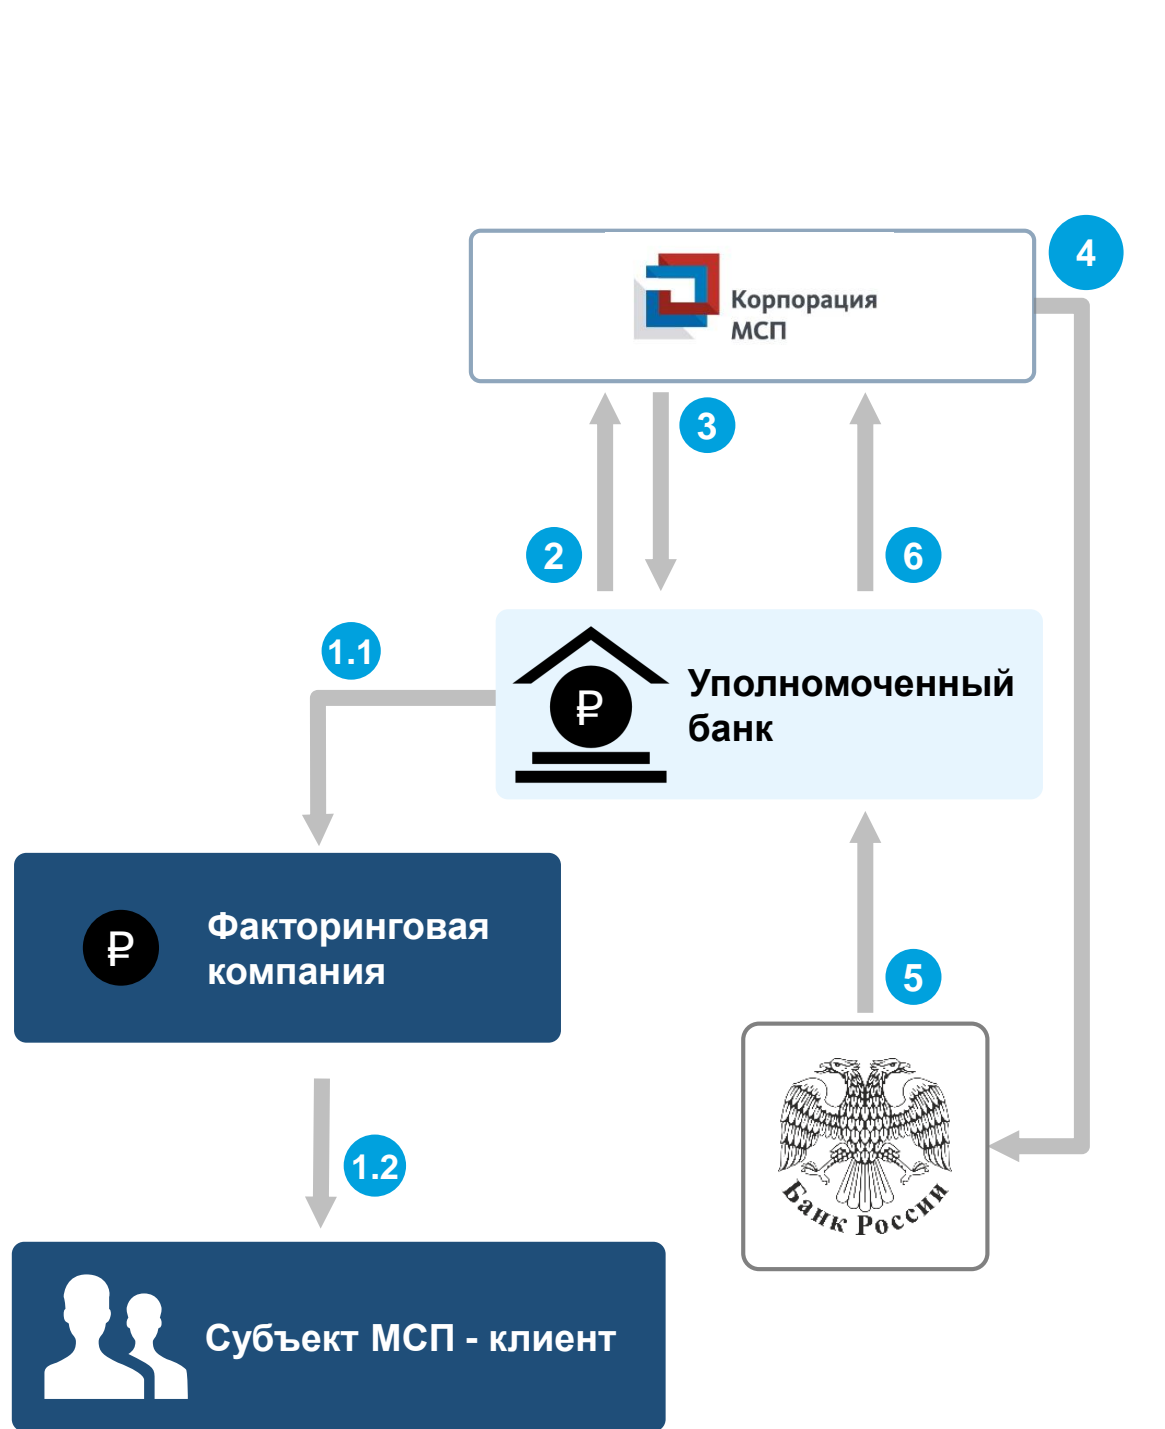 4
Корпорация
МСП
3
2
6
1.1
₽
Уполномоченный
банк
₽
Факторинговая
компания
5
1.2
Банк России
Субъект МСП - клиент